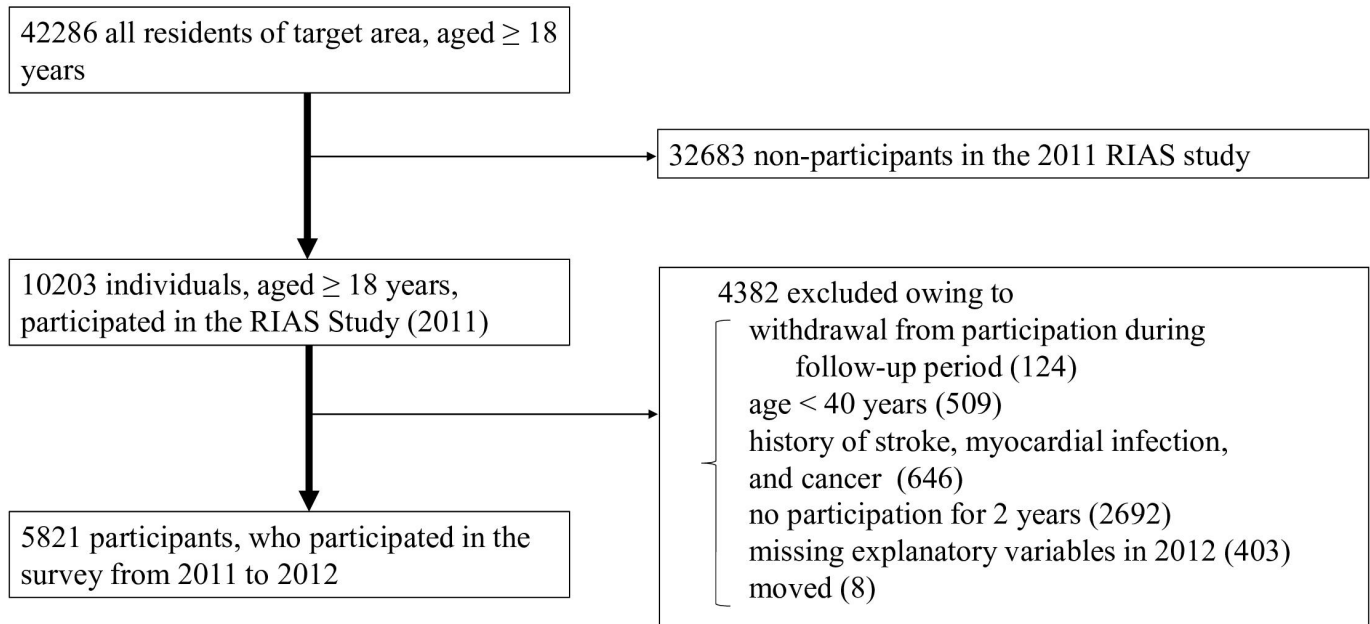 42286 all residents of target area, aged ≥ 18
years
32683 non-participants in the 2011 RIAS study
10203 individuals, aged ≥ 18 years,
participated in the RIAS Study (2011)
4382 excluded owing to
withdrawal from participation during
follow-up period (124)
age < 40 years (509)
history of stroke, myocardial infection,
and cancer (646)
no participation for 2 years (2692)
missing explanatory variables in 2012 (403)
moved (8)
5821 participants, who participated in the
survey from 2011 to 2012